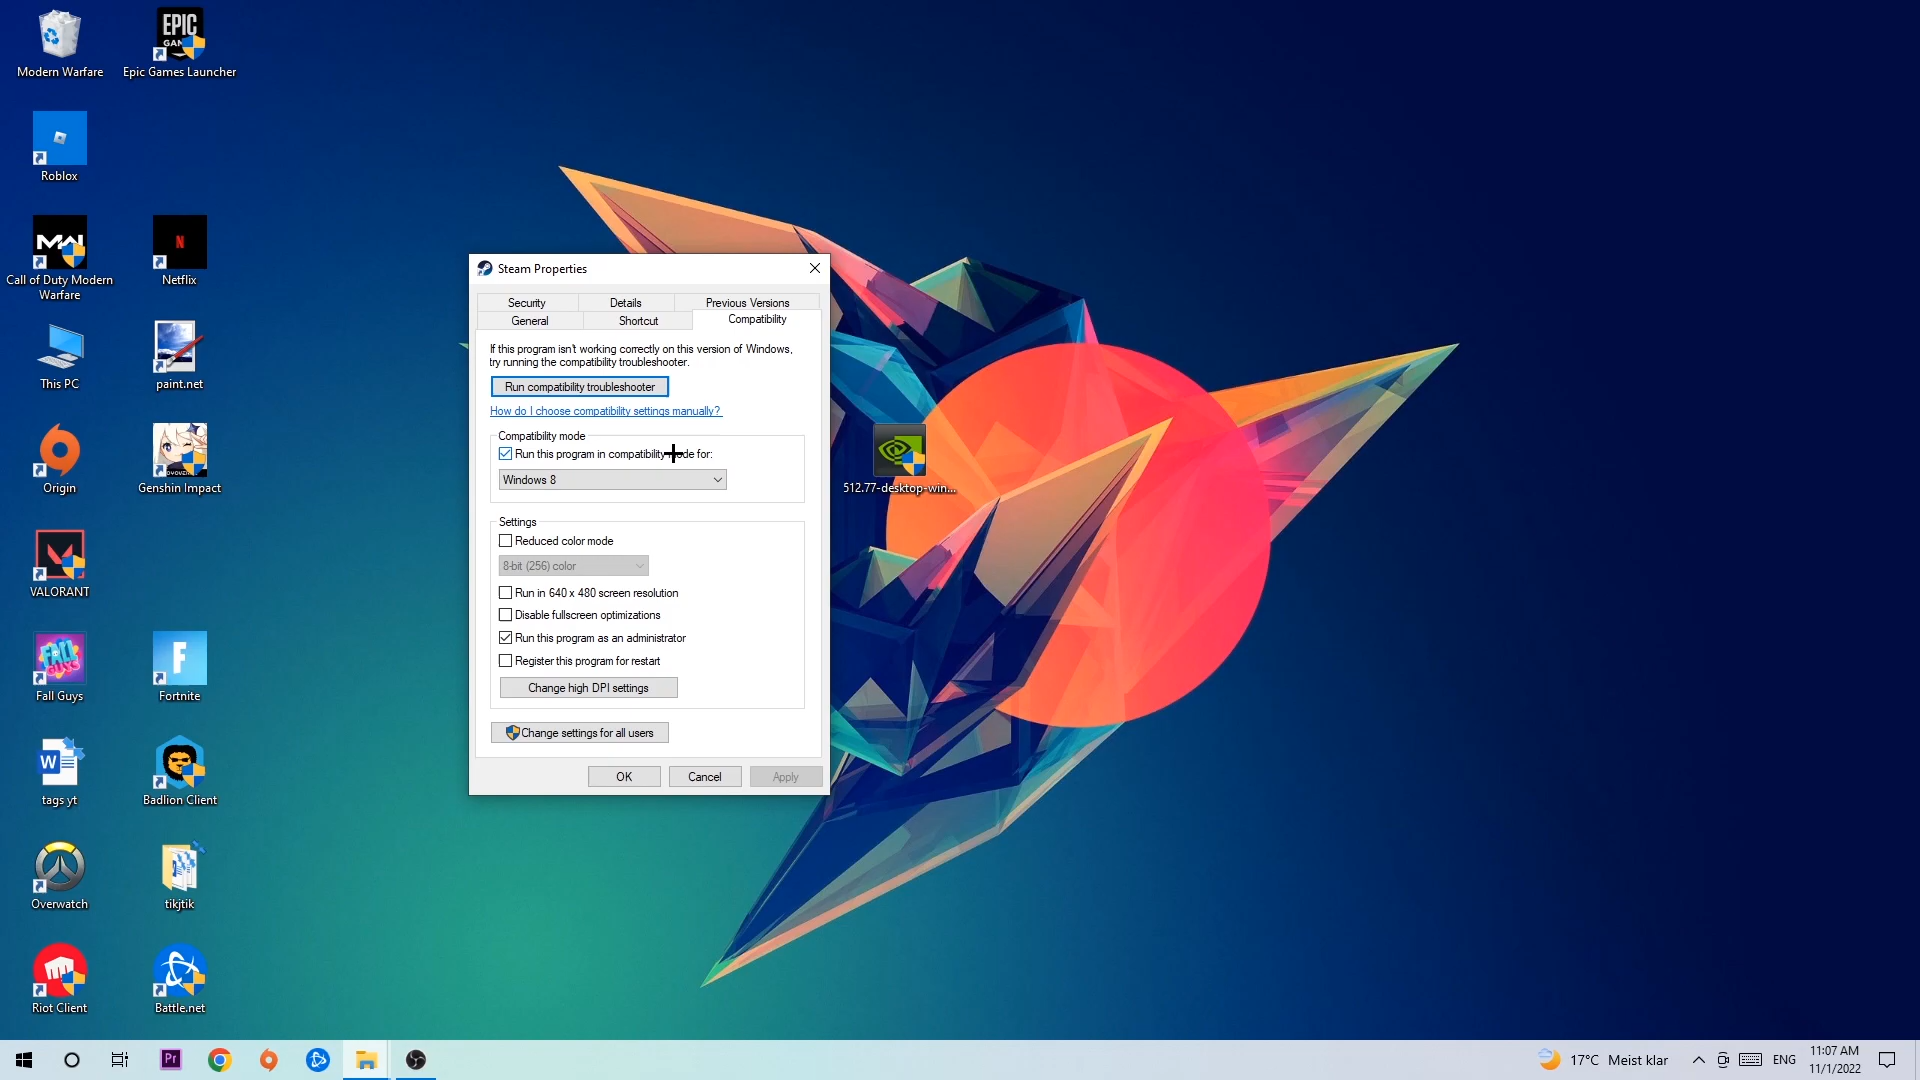 EPIC
GAMES
Modern Warfare
Epic Games Launcher
Roblox
MW
N
Call of Duty Modern
Warfare
Netflix
This PC
paint.net
Origin
Genshin Impact
VALORANT
FALL
GUYS
F
Fall Guys
Fortnite
W
tags yt
Badlion Client
Overwatch
tikjtik
Riot Client
Battle.net
Steam Properties
Security
Details
Previous Versions
General
Shortcut
Compatibility
If this program isn't working correctly on this version of Windows,
try running the compatibility troubleshooter.
Run compatibility troubleshooter
How do I choose compatibility settings manually?
Compatibility mode
Run this program in compatibility mode for:
Windows 8
Settings
Reduced color mode
8-bit (256) color
Run in 640 x 480 screen resolution
Disable fullscreen optimizations
Run this program as an administrator
Register this program for restart
Change high DPI settings
Change settings for all users
OK
Cancel
Apply
512.77-desktop-win...
Pr
17°C Meist klar
ENG
11:07 AM
11/1/2022